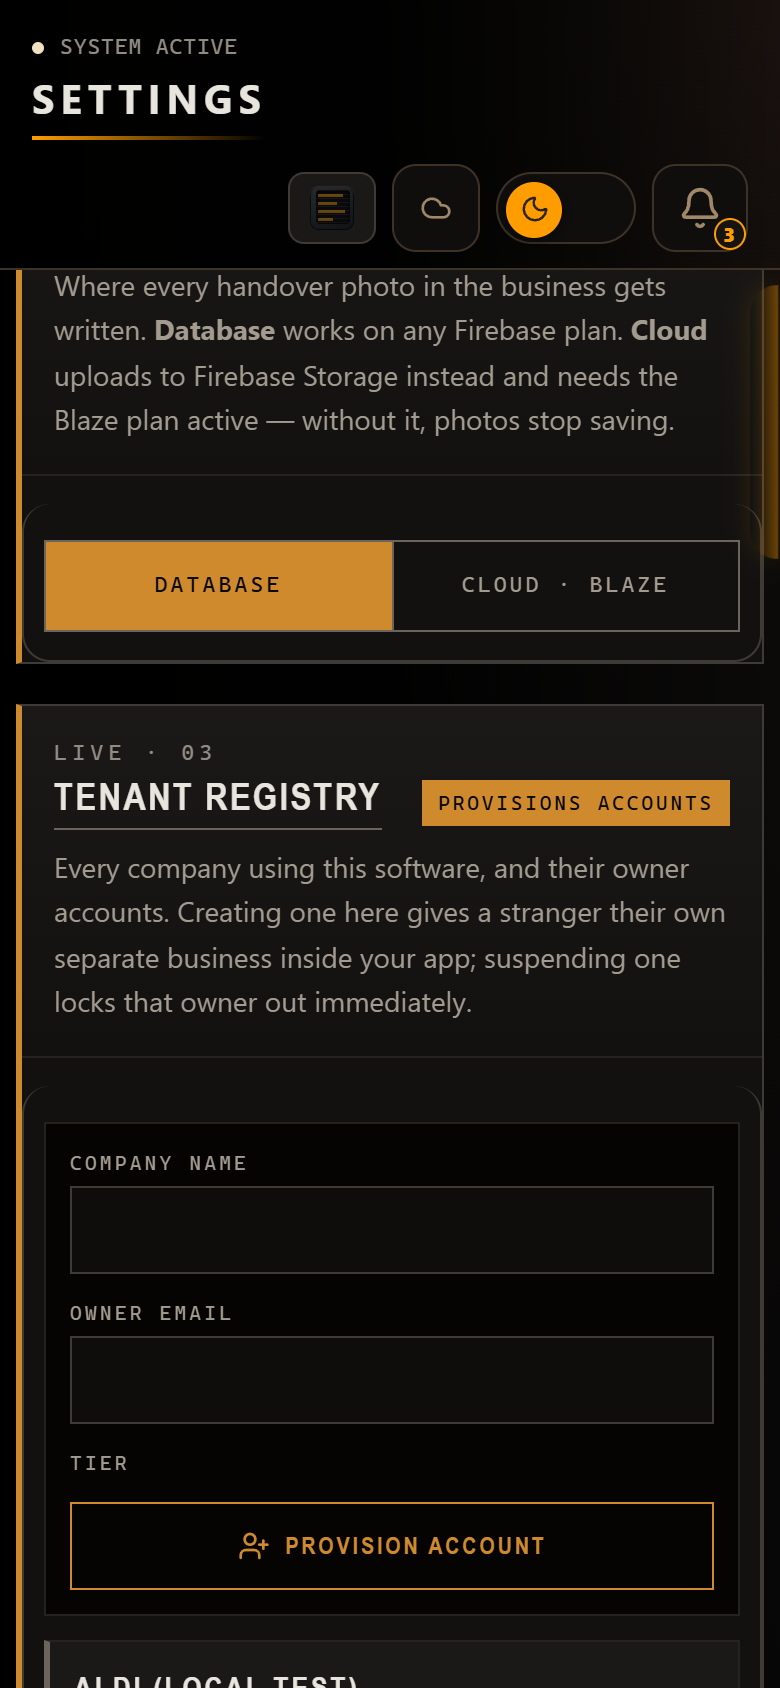 SYSTEM ACTIVE
SETTINGS
3
Where every handover photo in the business gets
written. Database works on any Firebase plan. Cloud
uploads to Firebase Storage instead and needs the
Blaze plan active — without it, photos stop saving.
DATABASE
CLOUD · BLAZE
LIVE · 03
TENANT REGISTRY
PROVISIONS ACCOUNTS
Every company using this software, and their owner
accounts. Creating one here gives a stranger their own
separate business inside your app; suspending one
locks that owner out immediately.
COMPANY NAME
OWNER EMAIL
TIER
PROVISION ACCOUNT
ALDI (LOCAL TEST)